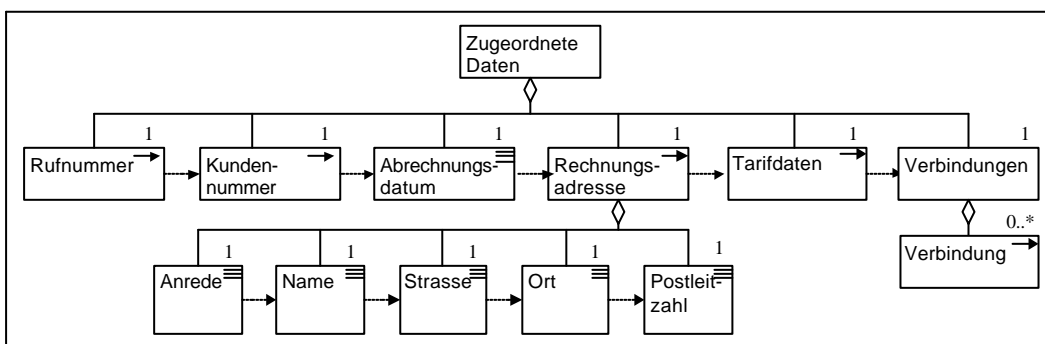 Zugeordnete
Daten
1 1 1 1 1 1
Rufnummer
Kunden-
nummer
Abrechnungs-
datum
Rechnungs-
adresse
Tarifdaten
Verbindungen
0..*
Verbindung
1 1 1 1 1
Anrede
Name
Strasse
Ort
Postleit-
zahl